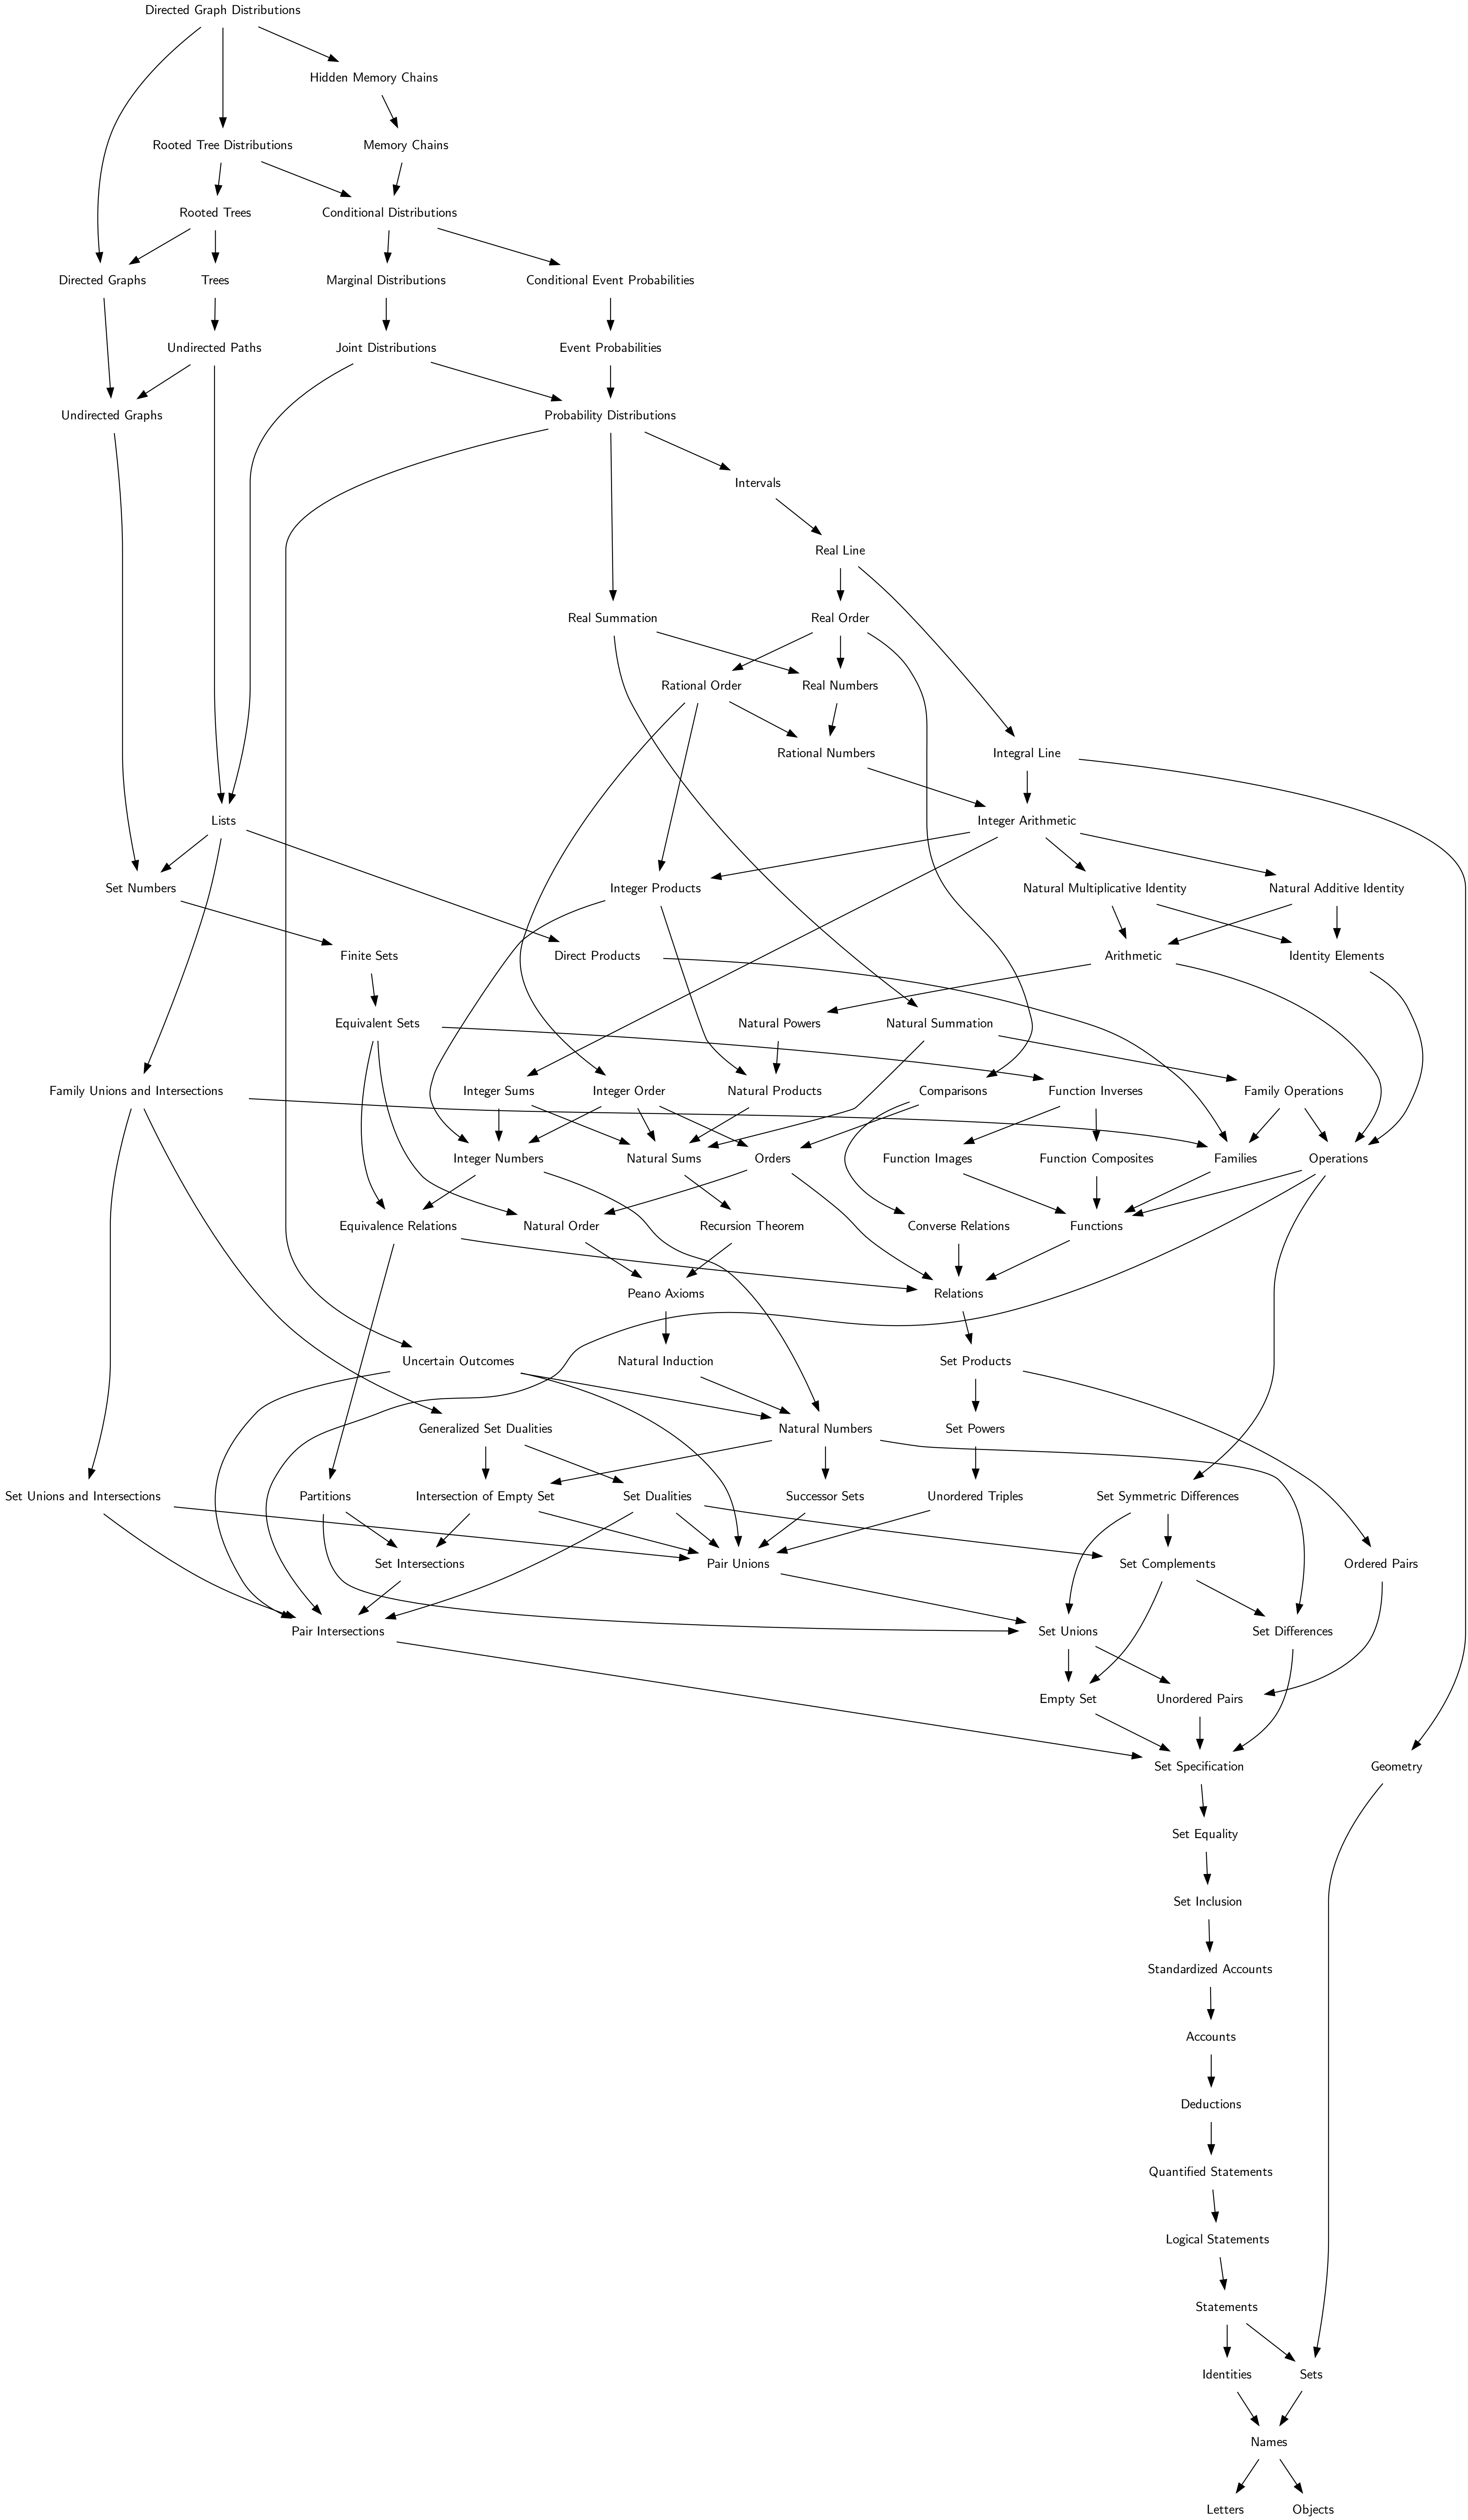 Directed Graph Distributions
Hidden Memory Chains
Rooted Tree Distributions
Memory Chains
Rooted Trees
Conditional Distributions
Directed Graphs
Trees
Marginal Distributions
Conditional Event Probabilities
Undirected Paths
Joint Distributions
Event Probabilities
Undirected Graphs
Probability Distributions
Intervals
Real Line
Real Summation
Real Order
Rational Order
Real Numbers
Rational Numbers
Integral Line
Lists
Integer Arithmetic
Set Numbers
Integer Products
Natural Multiplicative Identity
Natural Additive Identity
Finite Sets
Direct Products
Arithmetic
Identity Elements
Equivalent Sets
Natural Powers
Natural Summation
Family Unions and Intersections
Integer Sums
Integer Order
Natural Products
Comparisons
Function Inverses
Family Operations
Integer Numbers
Natural Sums
Orders
Function Images
Function Composites
Families
Operations
Equivalence Relations
Natural Order
Recursion Theorem
Converse Relations
Functions
Peano Axioms
Relations
Uncertain Outcomes
Natural Induction
Set Products
Generalized Set Dualities
Natural Numbers
Set Powers
Set Unions and Intersections
Partitions
Intersection of Empty Set
Set Dualities
Successor Sets
Unordered Triples
Set Symmetric Differences
Set Intersections
Pair Unions
Set Complements
Ordered Pairs
Pair Intersections
Set Unions
Set Differences
Empty Set
Unordered Pairs
Set Specification
Geometry
Set Equality
Set Inclusion
Standardized Accounts
Accounts
Deductions
Quantified Statements
Logical Statements
Statements
Identities
Sets
Names
Letters
Objects